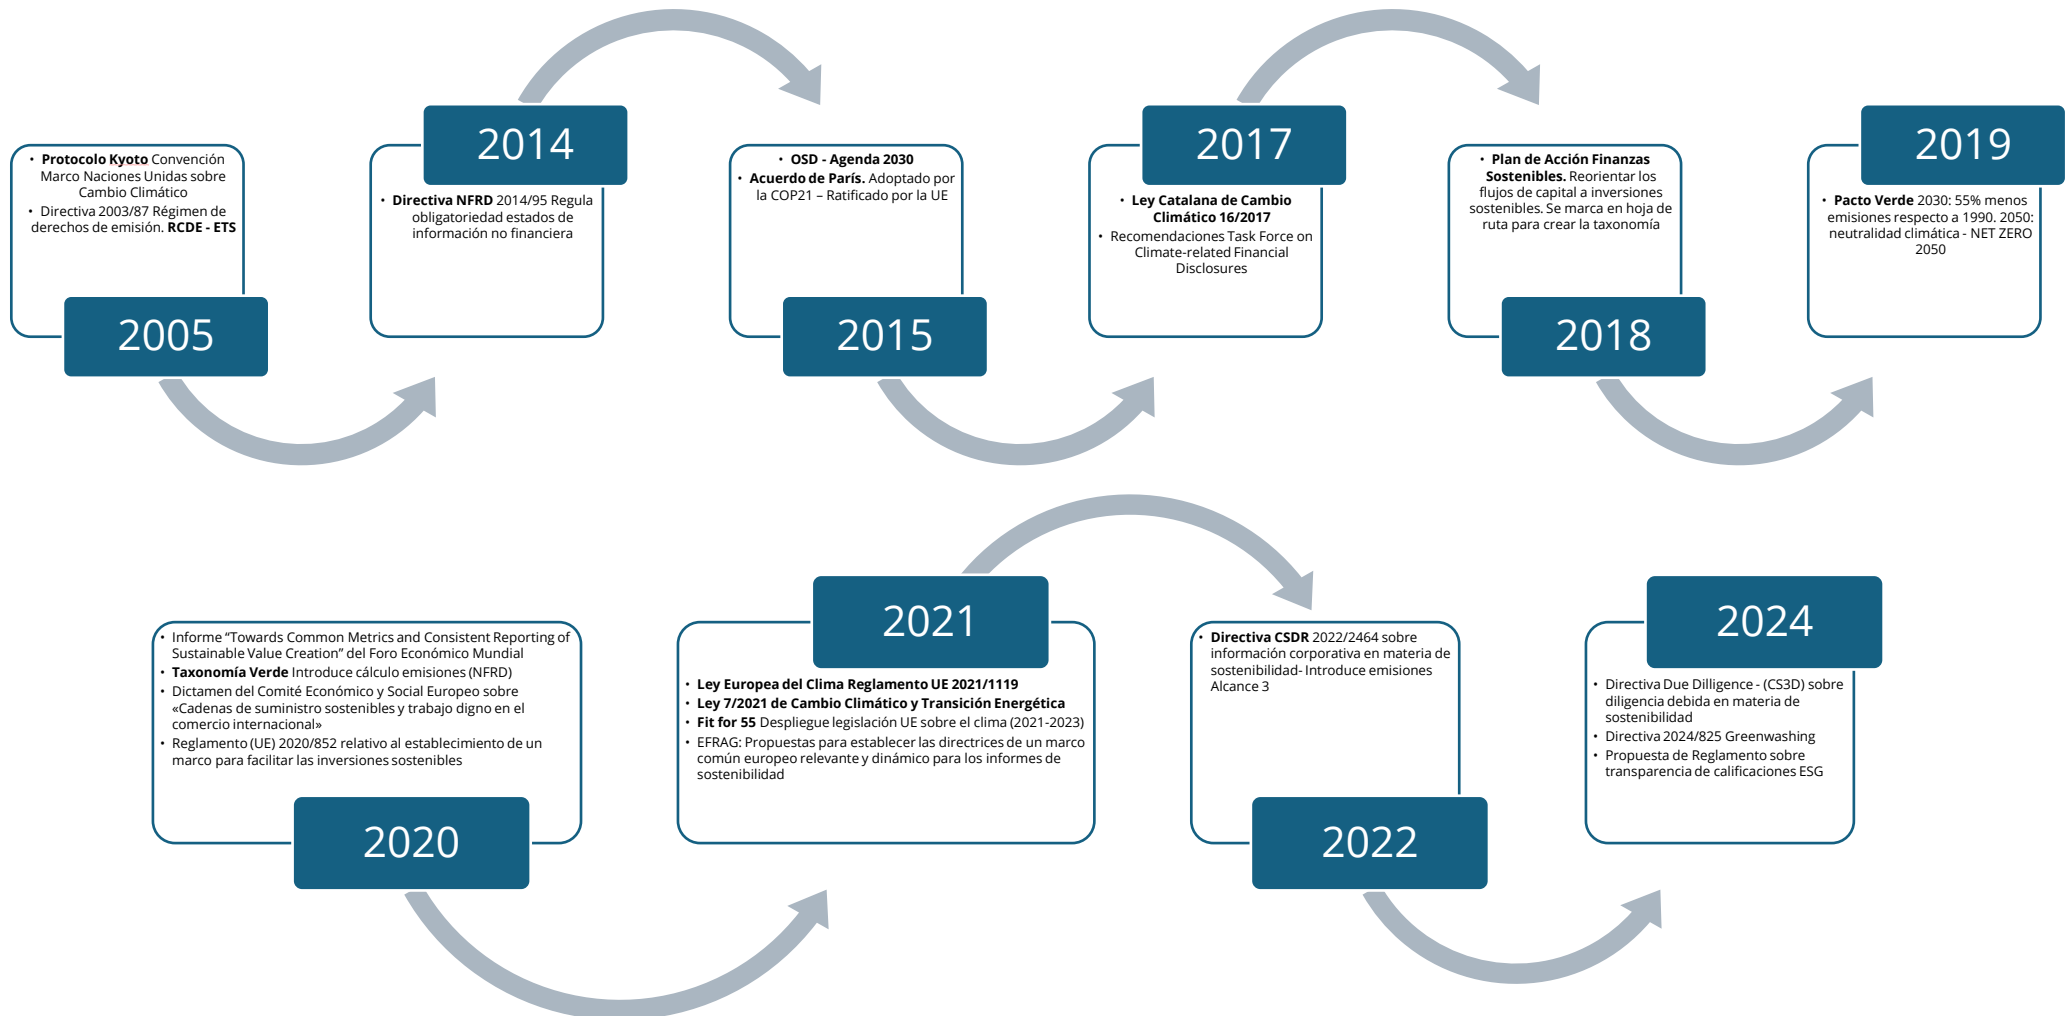 • Protocolo Kyoto Convención
Marco Naciones Unidas sobre
Cambio Climático
• Directiva 2003/87 Régimen de
derechos de emisión. RCDE - ETS
2005
2014
• Directiva NFRD 2014/95 Regula
obligatoriedad estados de
información no financiera
• OSD - Agenda 2030
• Acuerdo de París. Adoptado por
la COP21 – Ratificado por la UE
2015
2017
• Ley Catalana de Cambio
Climático 16/2017
• Recomendaciones Task Force on
Climate-related Financial
Disclosures
• Plan de Acción Finanzas
Sostenibles. Reorientar los
flujos de capital a inversiones
sostenibles. Se marca en hoja de
ruta para crear la taxonomía
2018
2019
• Pacto Verde 2030: 55% menos
emisiones respecto a 1990. 2050:
neutralidad climática - NET ZERO
2050
• Informe “Towards Common Metrics and Consistent Reporting of
Sustainable Value Creation” del Foro Económico Mundial
• Taxonomía Verde Introduce cálculo emisiones (NFRD)
• Dictamen del Comité Económico y Social Europeo sobre
«Cadenas de suministro sostenibles y trabajo digno en el
comercio internacional»
• Reglamento (UE) 2020/852 relativo al establecimiento de un
marco para facilitar las inversiones sostenibles
2020
2021
• Ley Europea del Clima Reglamento UE 2021/1119
• Ley 7/2021 de Cambio Climático y Transición Energética
• Fit for 55 Despliegue legislación UE sobre el clima (2021-2023)
• EFRAG: Propuestas para establecer las directrices de un marco
común europeo relevante y dinámico para los informes de
sostenibilidad
• Directiva CSDR 2022/2464 sobre
información corporativa en materia de
sostenibilidad- Introduce emisiones
Alcance 3
2022
2024
• Directiva Due Dilligence - (CS3D) sobre
diligencia debida en materia de
sostenibilidad
• Directiva 2024/825 Greenwashing
• Propuesta de Reglamento sobre
transparencia de calificaciones ESG